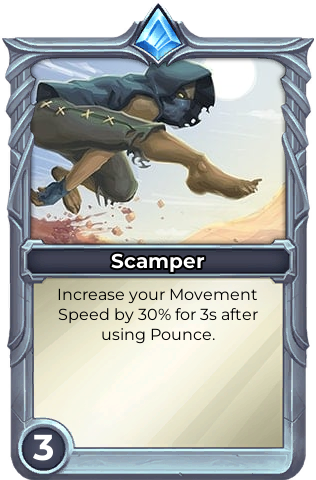 Scamper
Increase your Movement
Speed by 30% for 3s after
using Pounce.
3